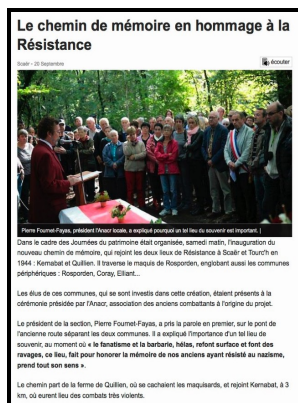 Le chemin de mémoire en hommage à la
Résistance
Scaër - 20 Septembre
écouter
Pierre Fournet-Fayas, président l'Anacr locale, a expliqué pourquoi un tel lieu du souvenir est important. |
Dans le cadre des Journées du patrimoine était organisée, samedi matin, l'inauguration du
nouveau chemin de mémoire, qui rejoint les deux lieux de Résistance à Scaër et Tourc'h en
1944 : Kernabat et Quillien. Il traverse le maquis de Rosporden, englobant aussi les communes
périphériques : Rosporden, Coray, Elliant...
Les élus de ces communes, qui se sont investis dans cette création, étaient présents à la
cérémonie présidée par l'Anacr, association des anciens combattants à l'origine du projet.
Le président de la section, Pierre Fournet-Fayas, a pris la parole en premier, sur le pont de
l'ancienne route séparant les deux communes. Il a expliqué l'importance d'un tel lieu de
souvenir, au moment où « le fanatisme et la barbarie, hélas, refont surface et font des
ravages, ce lieu, fait pour honorer la mémoire de nos anciens ayant résisté au nazisme,
prend tout son sens ».
Le chemin part de la ferme de Quillien, où se cachaient les maquisards, et rejoint Kernabat, à 3
km, où eurent lieu des combats très violents.